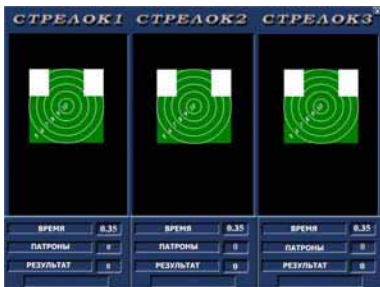 СТРЕЛОК1 СТРЕЛОК2 СТРЕЛОК3
ВРЕМЯ 0.35 ВРЕМЯ 0.35 ВРЕМЯ 0.35
ПАТРОНЫ 0 ПАТРОНЫ 0 ПАТРОНЫ 0
РЕЗУЛЬТАТ 0 РЕЗУЛЬТАТ 0 РЕЗУЛЬТАТ 0